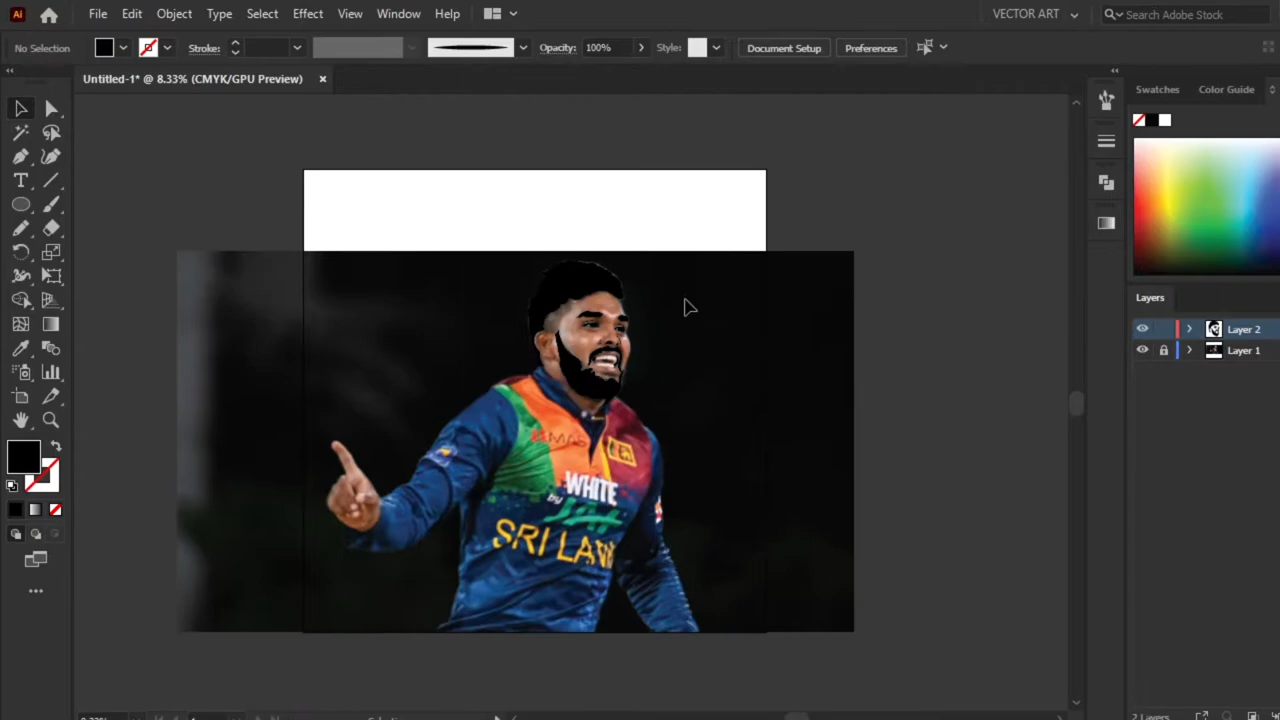 Ai File Edit Object Type Select Effect View Window Help VECTOR ART Search Adobe Stock
No Selection Stroke: Opacity: 100% Style: Document Setup Preferences
Untitled-1* @ 8.33% (CMYK/GPU Preview) ×
Swatches Color Guide
Layers
Layer 2
Layer 1
MAS
WHITE
by
SRI LAN
2 Layers